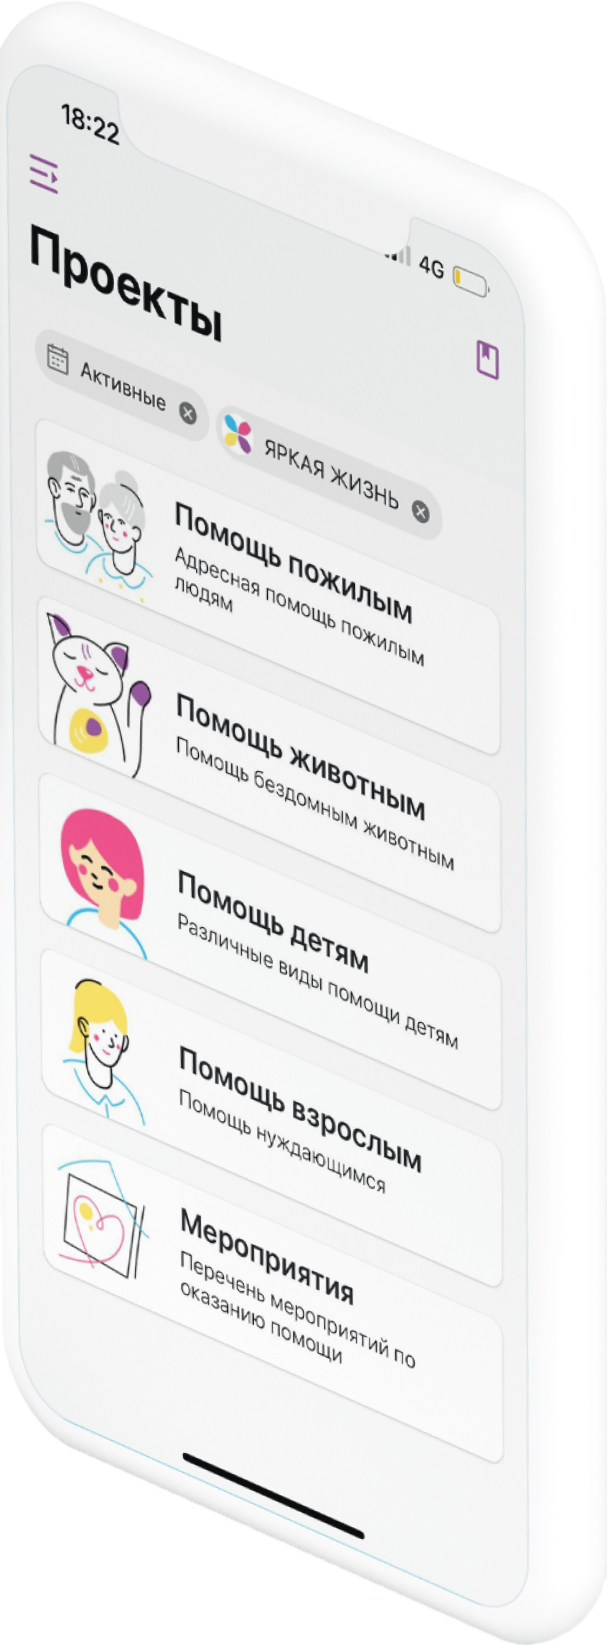 18:22
4G
Проекты
Активные
ЯРКАЯ ЖИЗНЬ
Помощь пожилым
Адресная помощь пожилым
людям
Помощь животным
Помощь бездомным животным
Помощь детям
Различные виды помощи детям
Помощь взрослым
Помощь нуждающимся
Мероприятия
Перечень мероприятий по
оказанию помощи